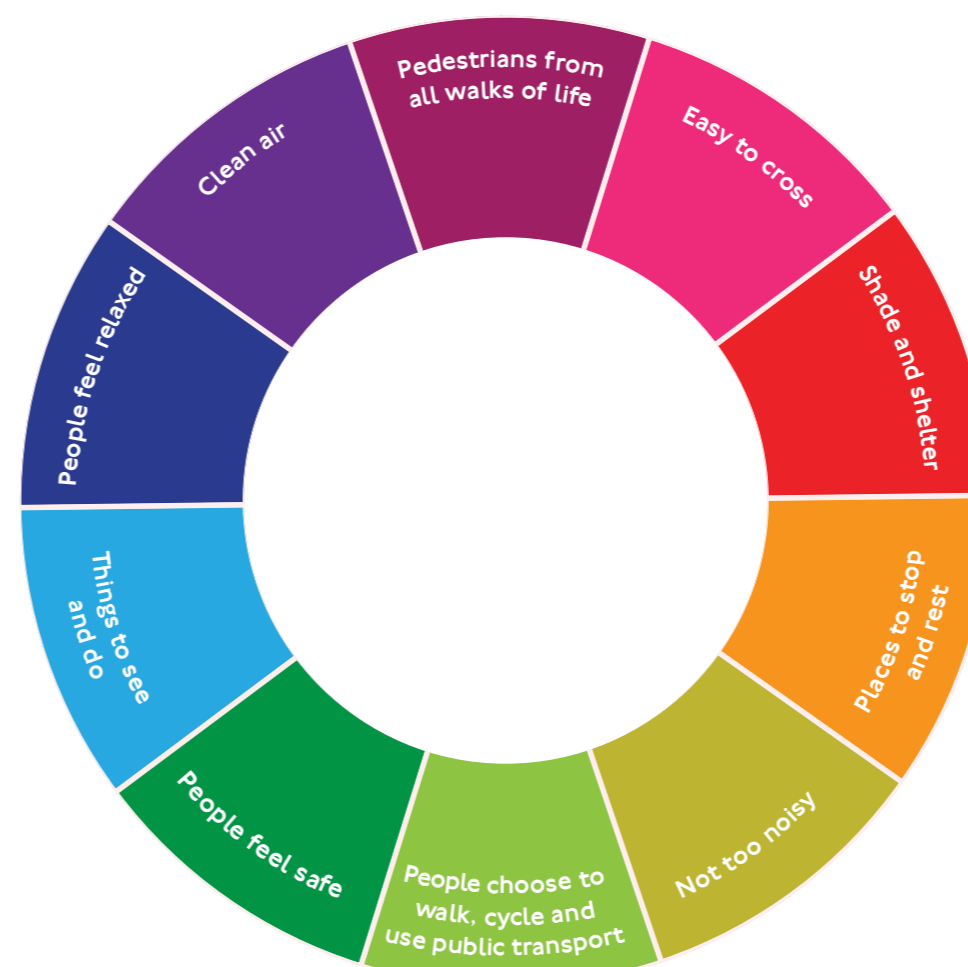 Pedestrians from
all walks of life
Easy to cross
Shade and shelter
Places to stop
and rest
Not too noisy
People choose to
walk, cycle and
use public transport
People feel safe
Things to see
and do
People feel relaxed
Clean air